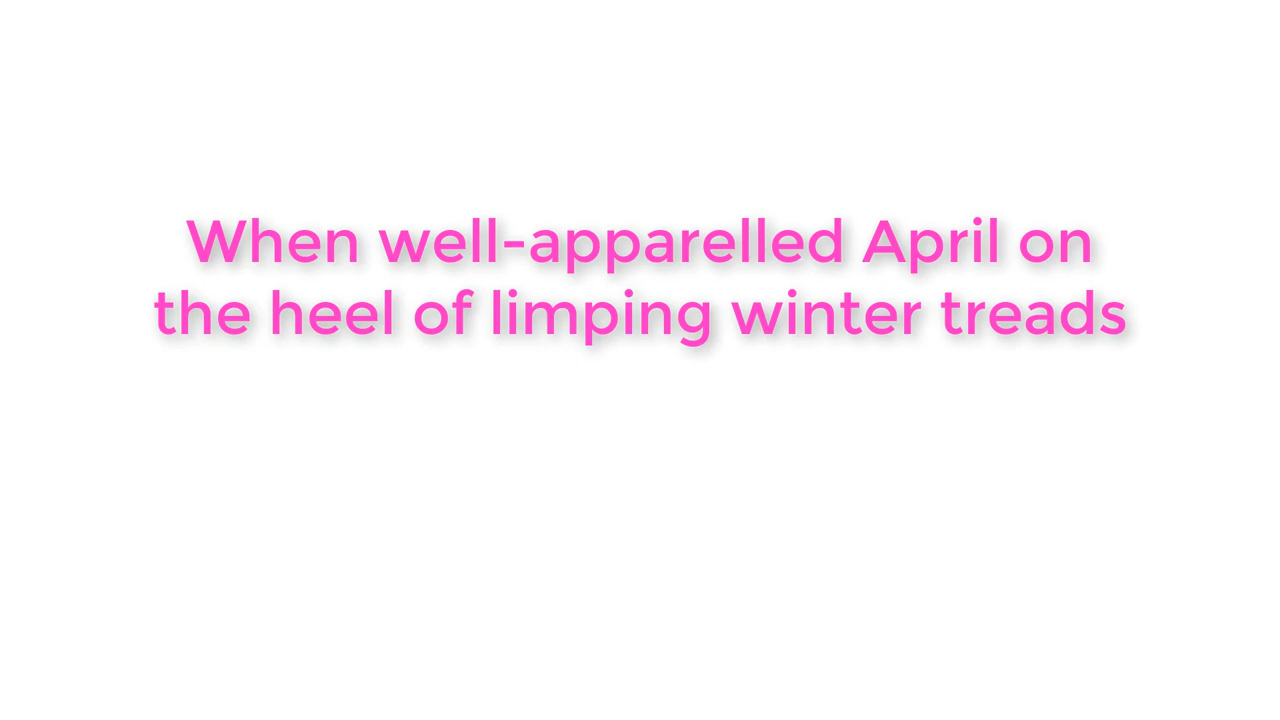 When well-apparelled April on
the heel of limping winter treads